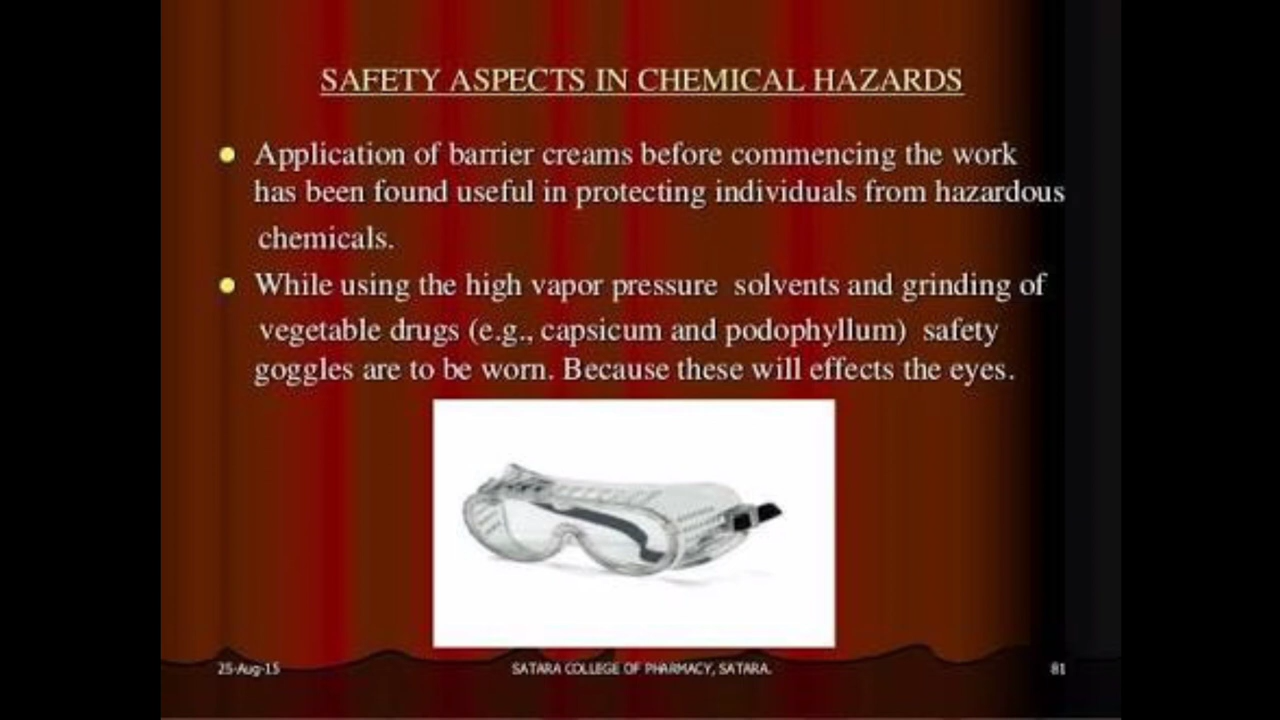 SAFETY ASPECTS IN CHEMICAL HAZARDS
Application of barrier creams before commencing the work
has been found useful in protecting individuals from hazardous
chemicals.
While using the high vapor pressure solvents and grinding of
vegetable drugs (e.g., capsicum and podophyllum) safety
goggles are to be worn. Because these will effects the eyes.
25-Aug-15
SATARA COLLEGE OF PHARMACY, SATARA.
81